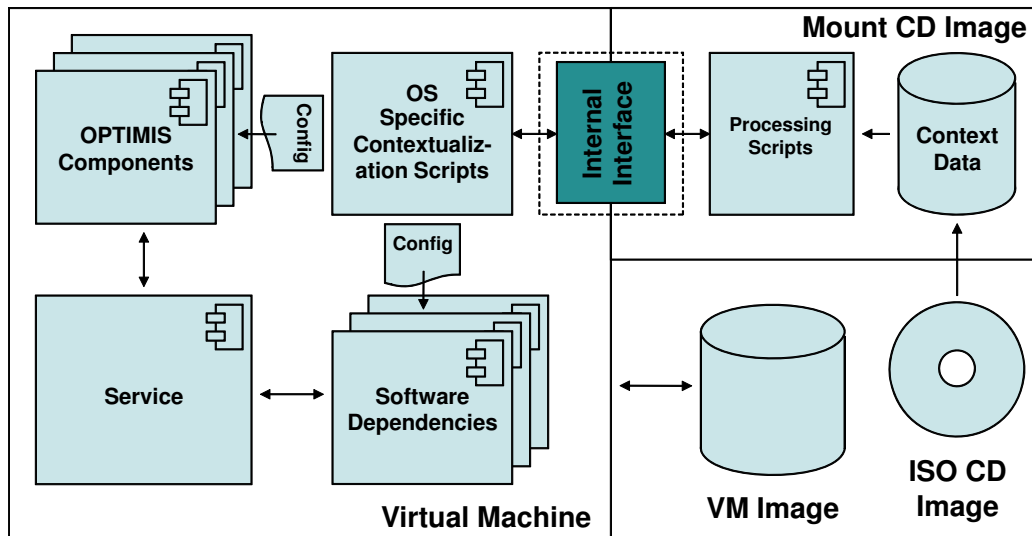 Mount CD Image
OPTIMIS
Components
Config
OS
Specific
Contextualiz-
ation Scripts
Internal
Interface
Processing
Scripts
Context
Data
Config
Service
Software
Dependencies
Virtual Machine
VM Image
ISO CD
Image